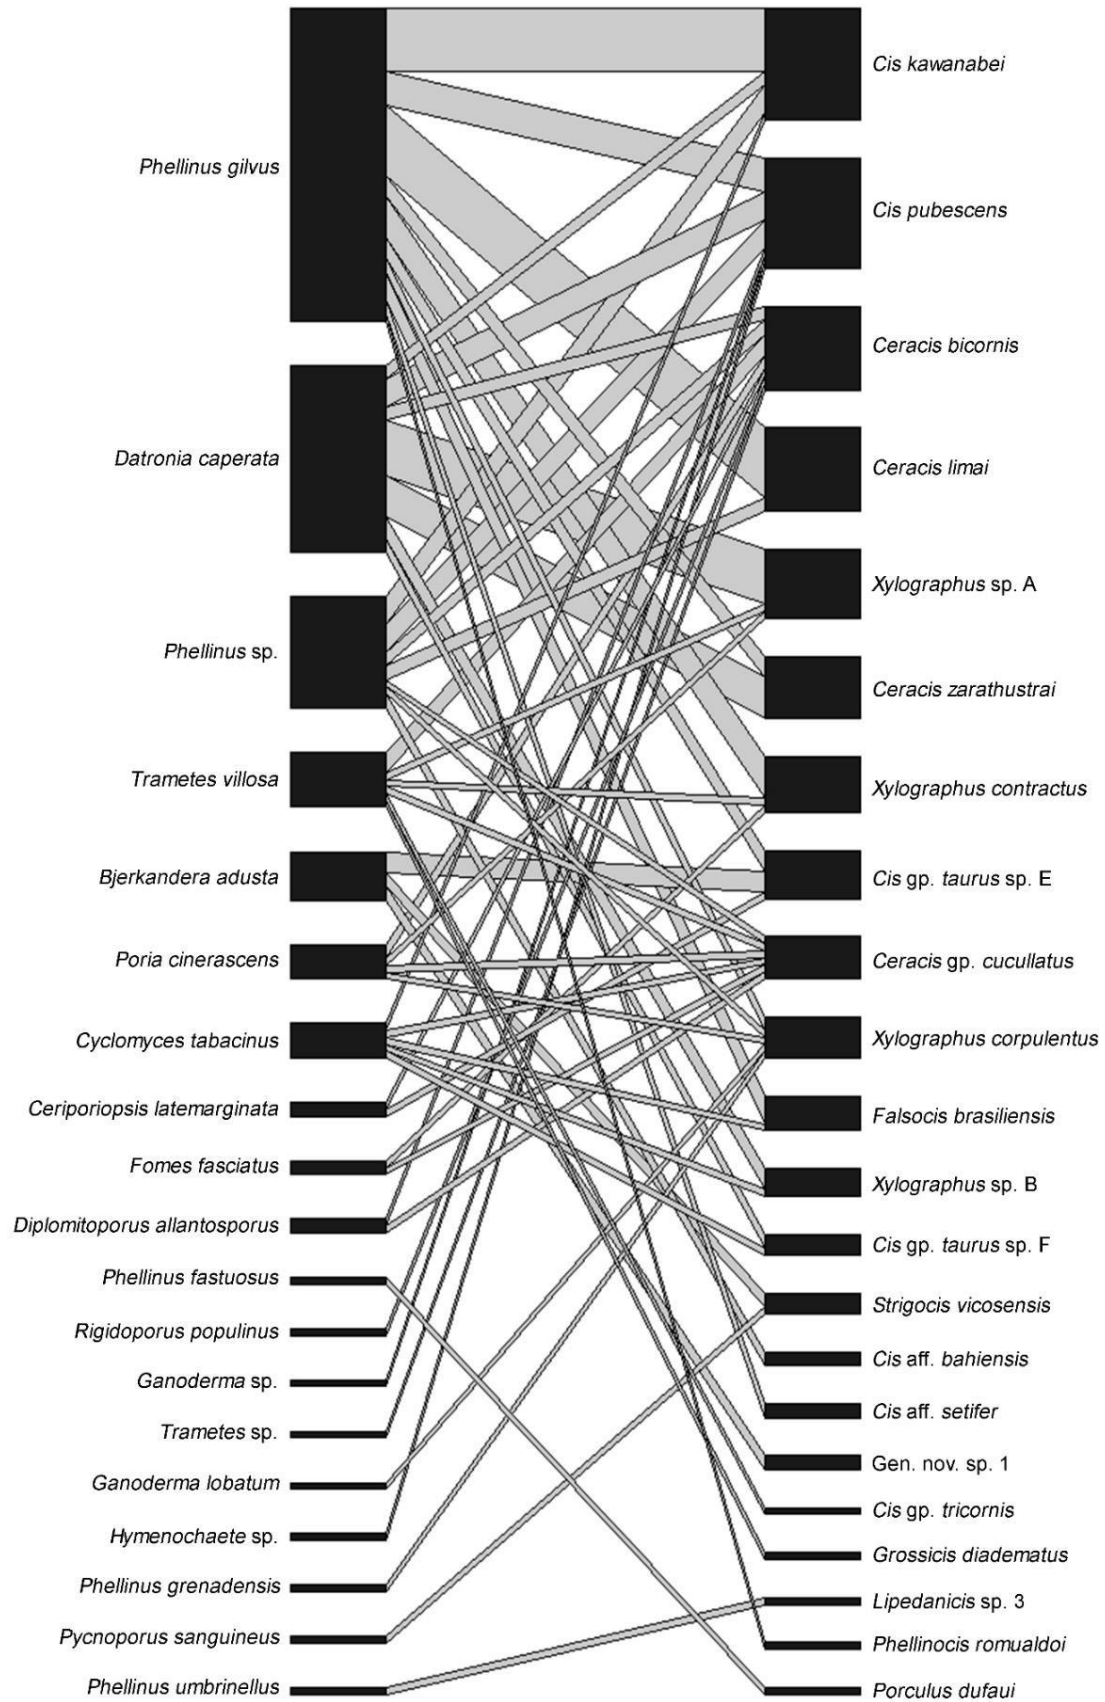 Phellinus gilvus
Datronia caperata
Phellinus sp.
Trametes villosa
Bjerkandera adusta
Poria cinerascens
Cyclomyces tabacinus
Ceriporiopsis latemarginata
Fomes fasciatus
Diplomitoporus allantosporus
Phellinus fastuosus
Rigidoporus populinus
Ganoderma sp.
Trametes sp.
Ganoderma lobatum
Hymenochaete sp.
Phellinus grenadensis
Pycnoporus sanguineus
Phellinus umbrinellus
Cis kawanabei
Cis pubescens
Ceracis bicornis
Ceracis limai
Xylographus sp. A
Ceracis zarathustrai
Xylographus contractus
Cis gp. taurus sp. E
Ceracis gp. cucullatus
Xylographus corpulentus
Falsocis brasiliensis
Xylographus sp. B
Cis gp. taurus sp. F
Strigocis vicosensis
Cis aff. bahiensis
Cis aff. setifer
Gen. nov. sp. 1
Cis gp. tricornis
Grossicis diadematus
Lipedanicis sp. 3
Phellinocis romualdoi
Porculus dufaui